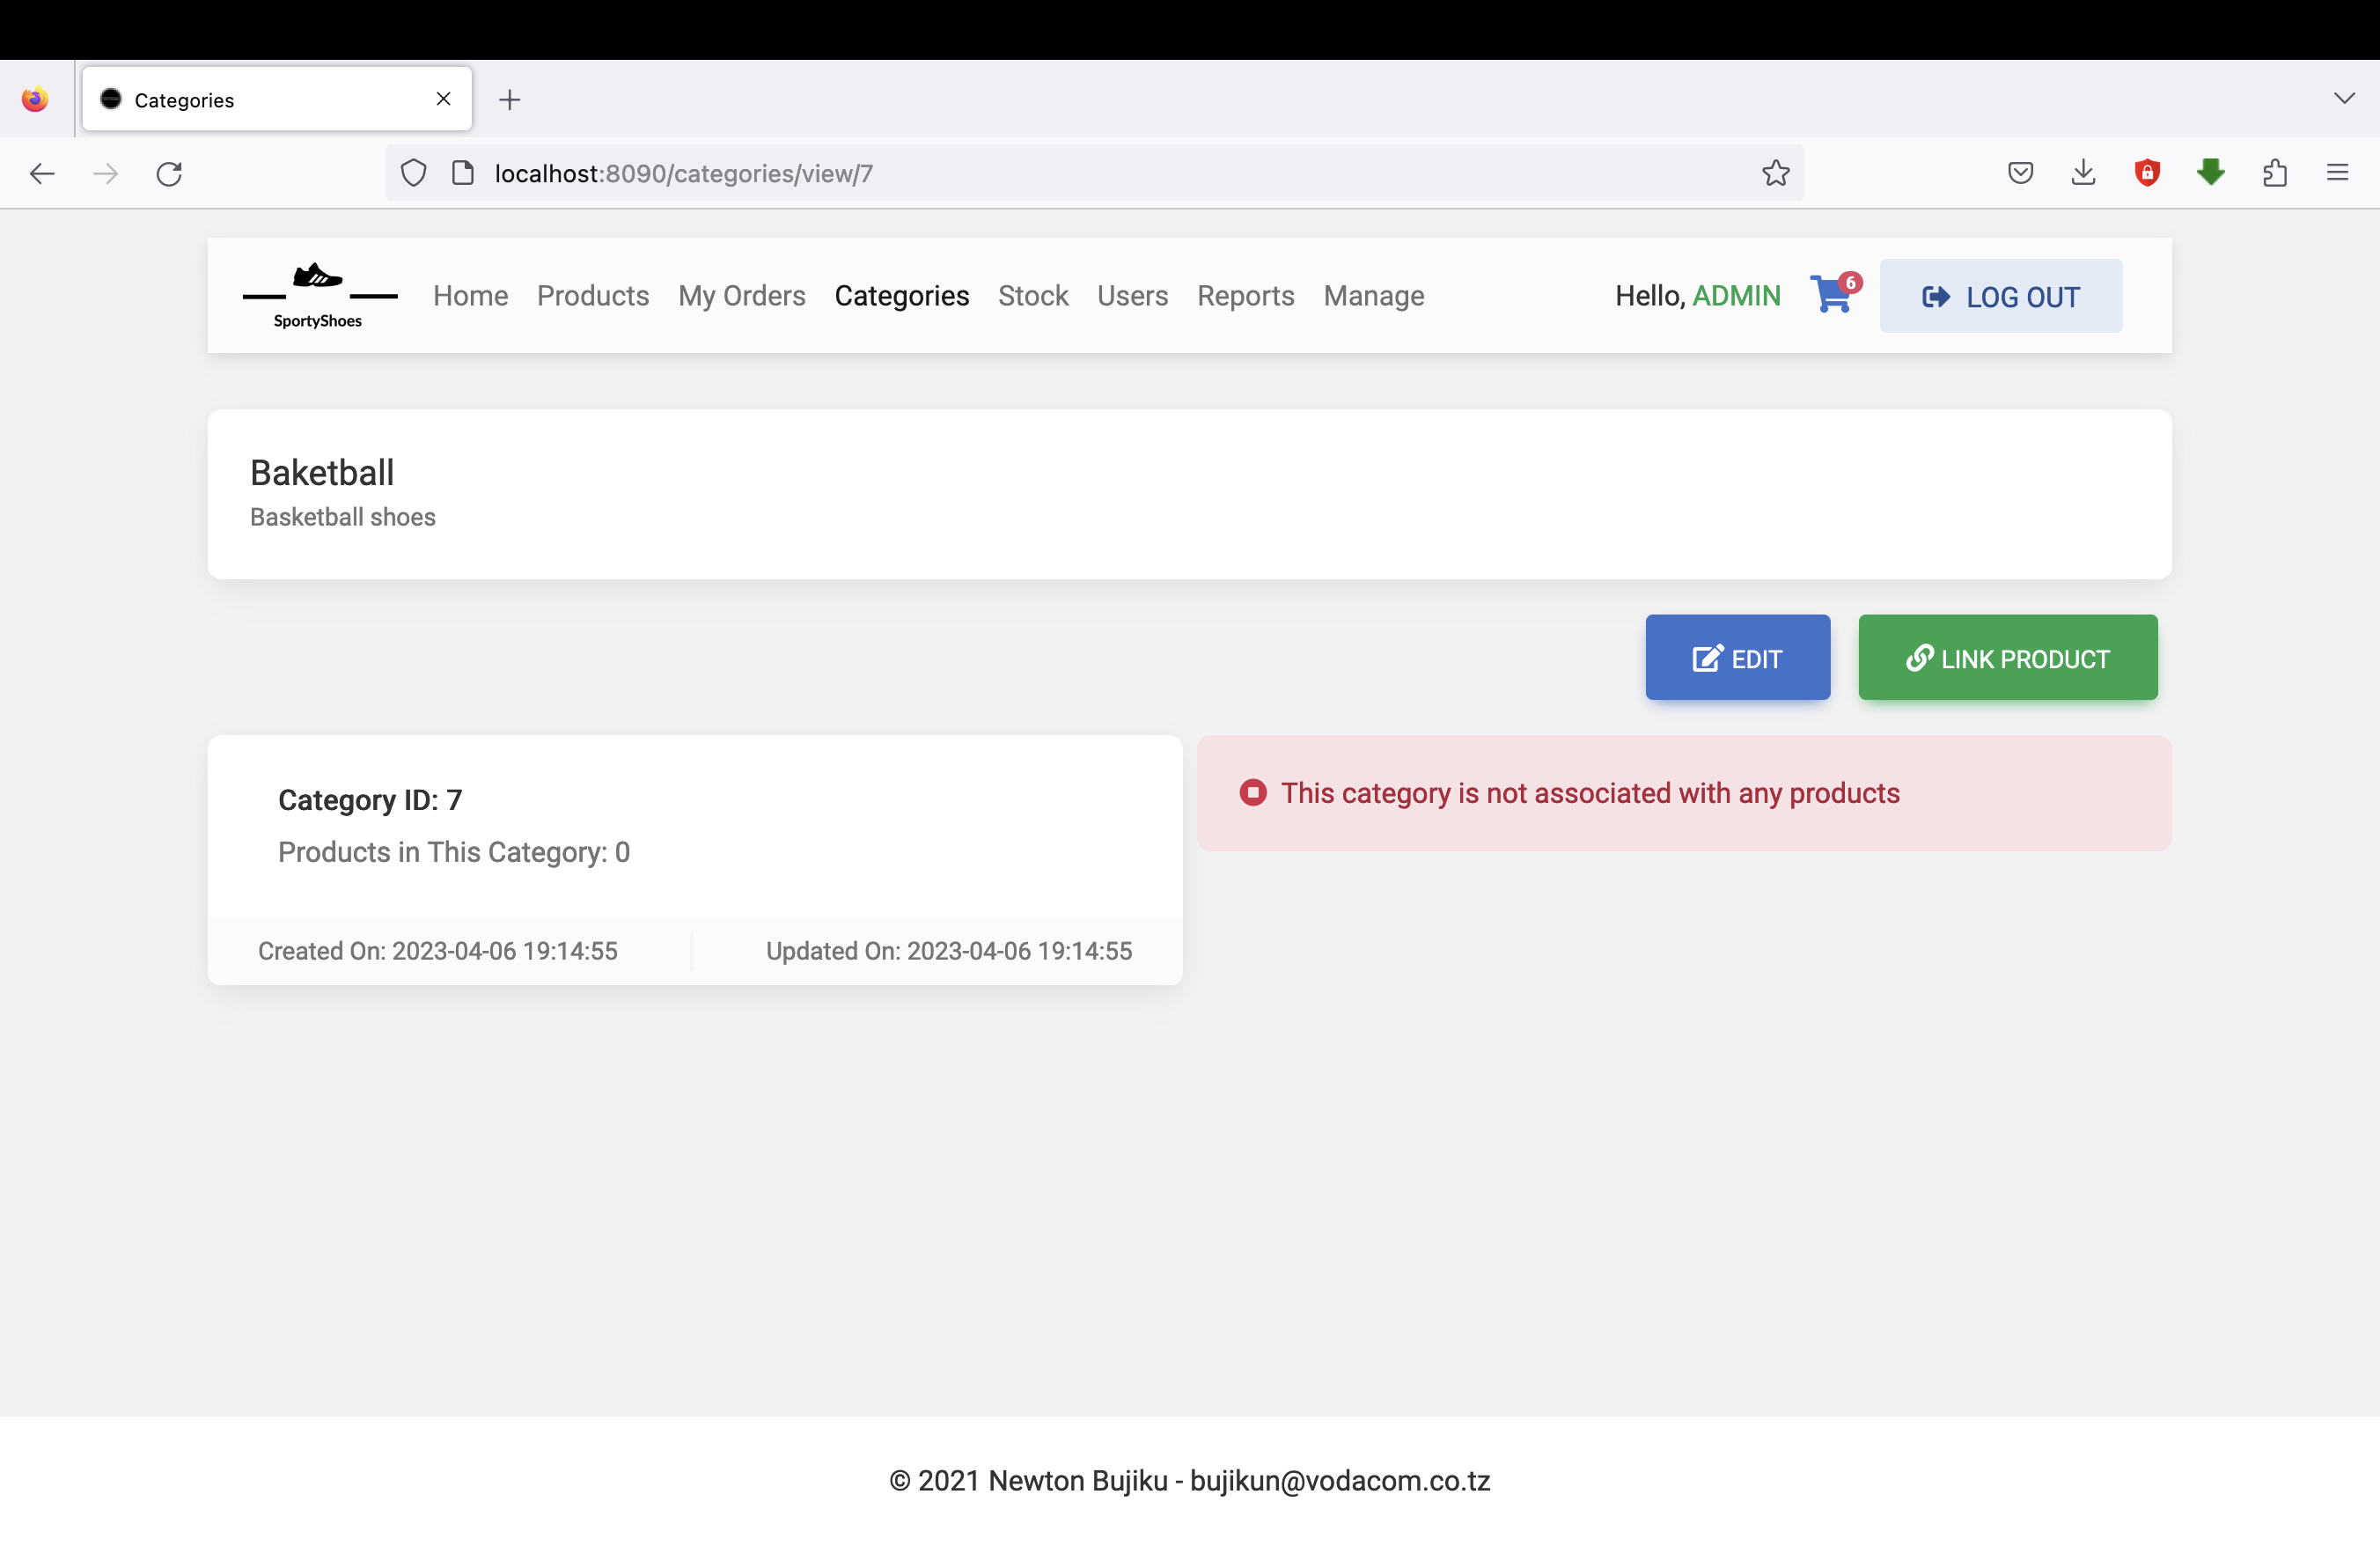 Categories
localhost:8090/categories/view/7
SportyShoes
Home Products My Orders Categories Stock Users Reports Manage
Hello, ADMIN
6
LOG OUT
Baketball
Basketball shoes
EDIT
LINK PRODUCT
Category ID: 7
Products in This Category: 0
Created On: 2023-04-06 19:14:55
Updated On: 2023-04-06 19:14:55
This category is not associated with any products
© 2021 Newton Bujiku - bujikun@vodacom.co.tz